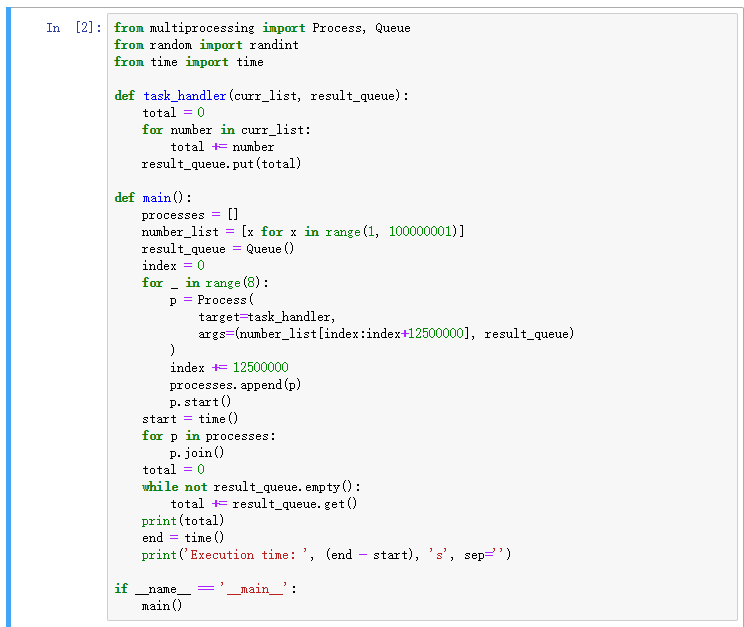 In [2]:
from multiprocessing import Process, Queue
from random import randint
from time import time

def task_handler(curr_list, result_queue):
    total = 0
    for number in curr_list:
        total += number
    result_queue.put(total)

def main():
    processes = []
    number_list = [x for x in range(1, 100000001)]
    result_queue = Queue()
    index = 0
    for _ in range(8):
        p = Process(
            target=task_handler,
            args=(number_list[index:index+12500000], result_queue)
        )
        index += 12500000
        processes.append(p)
        p.start()
    start = time()
    for p in processes:
        p.join()
    total = 0
    while not result_queue.empty():
        total += result_queue.get()
    print(total)
    end = time()
    print('Execution time: ', (end - start), 's', sep='')

if __name__ == '__main__':
    main()